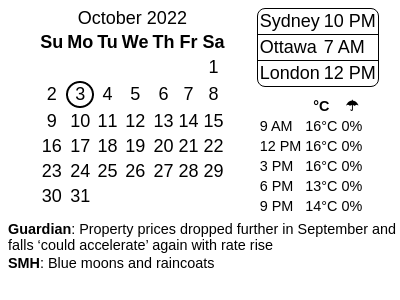 October 2022
Su Mo Tu We Th Fr Sa
1
2 3 4 5 6 7 8
9 10 11 12 13 14 15
16 17 18 19 20 21 22
23 24 25 26 27 28 29
30 31
Sydney 10 PM
Ottawa 7 AM
London 12 PM
°C ☂
9 AM 16°C 0%
12 PM 16°C 0%
3 PM 16°C 0%
6 PM 13°C 0%
9 PM 14°C 0%
Guardian: Property prices dropped further in September and
falls ‘could accelerate’ again with rate rise
SMH: Blue moons and raincoats